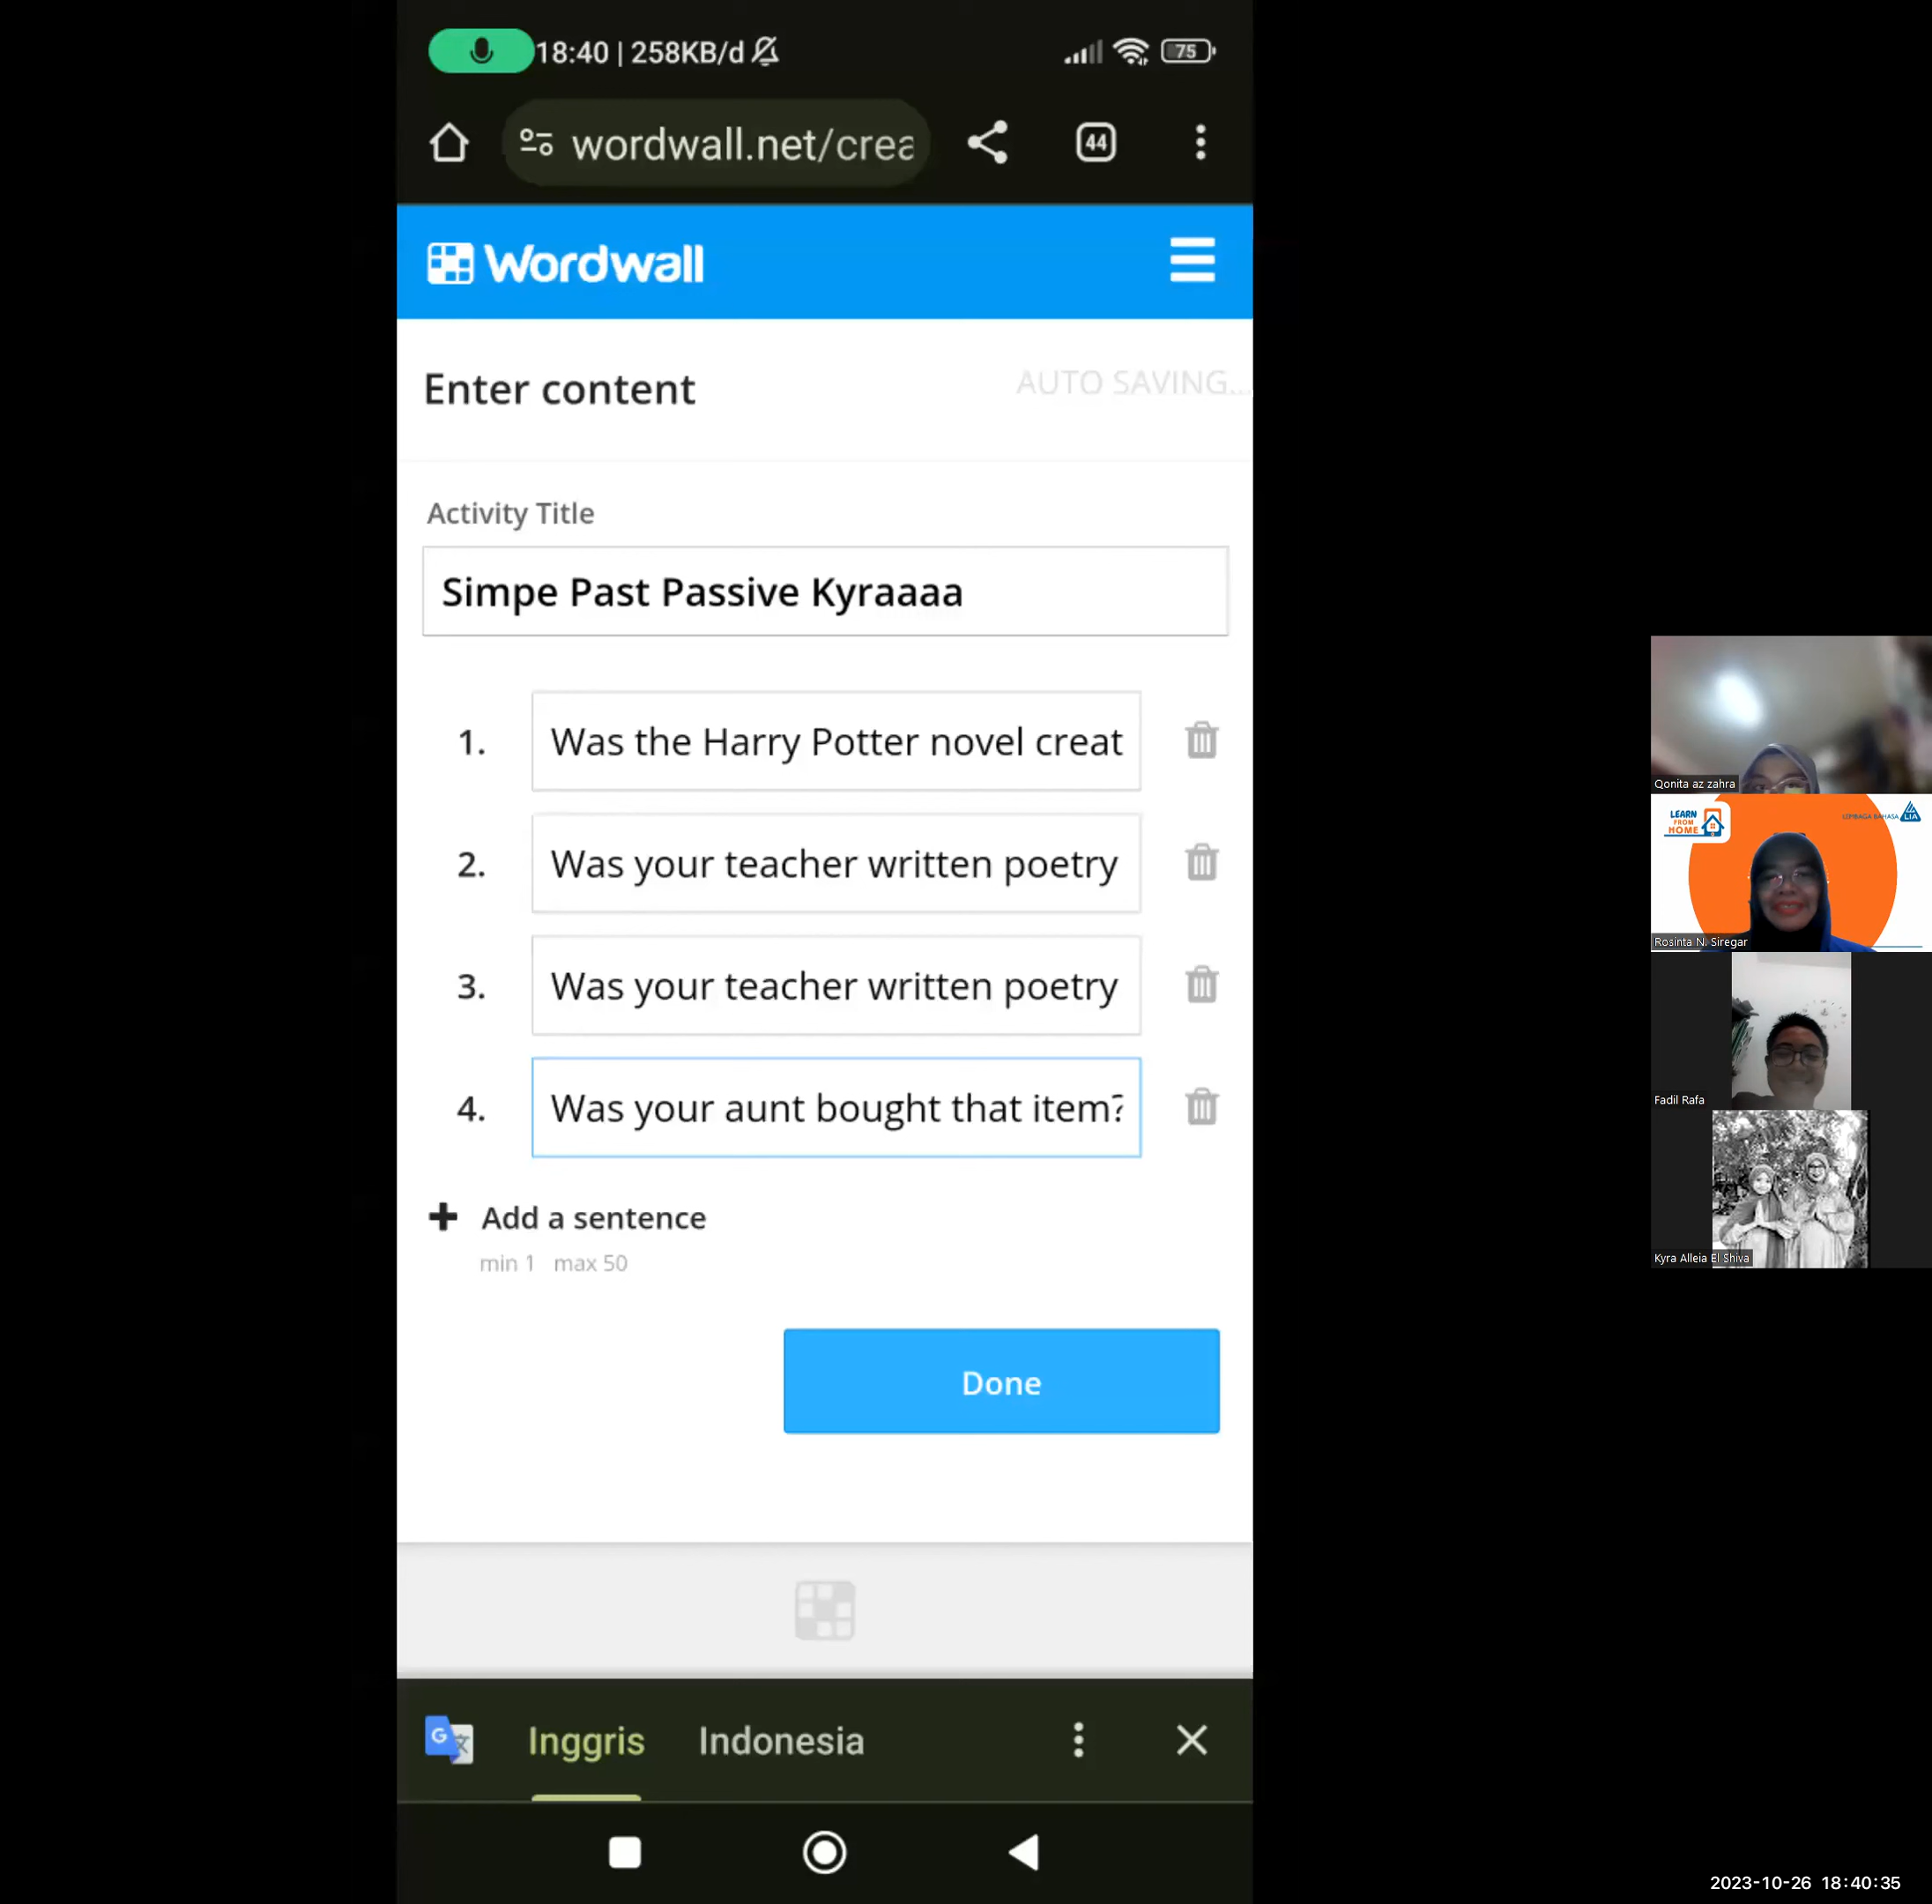 18:40 | 258KB/d
75
wordwall.net/crea
44
Wordwall
Enter content
AUTO SAVING...
Activity Title
Simpe Past Passive Kyraaaa
1. Was the Harry Potter novel creat
2. Was your teacher written poetry
3. Was your teacher written poetry
4. Was your aunt bought that item?
Add a sentence
min 1 max 50
Done
Inggris Indonesia
Qonita az zahra
LEARN
FROM
HOME
LEMBAGA BAHASA LIA
Rosinta N. Siregar
Fadil Rafa
Kyra Alleia El Shiva
2023-10-26 18:40:35